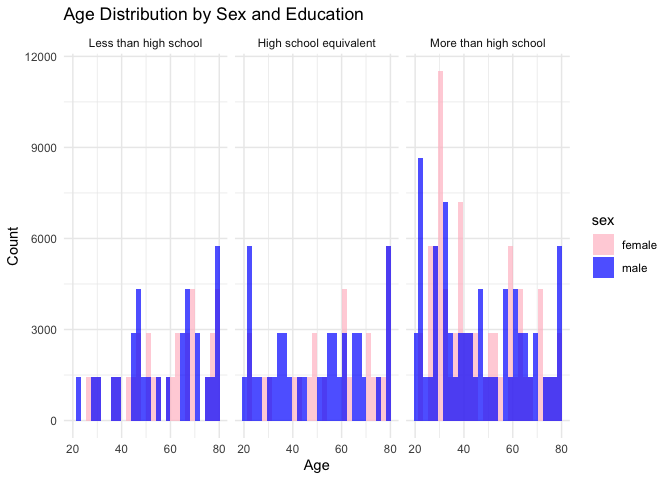 Age Distribution by Sex and Education
Less than high school
High school equivalent
More than high school
12000
9000
6000
3000
0
Count
20 40 60 80
20 40 60 80
20 40 60 80
Age
sex
female
male